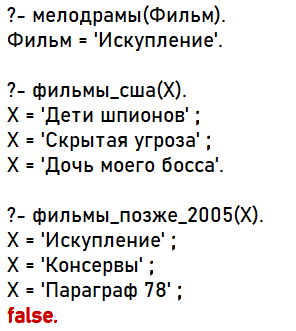 ?- мелодрамы(Фильм).
Фильм = 'Искупление'.
?- фильмы_сша(X).
X = 'Дети шпионов' ;
X = 'Скрытая угроза' ;
X = 'Дочь моего босса'.
?- фильмы_позже_2005(X).
X = 'Искупление' ;
X = 'Консервы' ;
X = 'Параграф 78' ;
false.